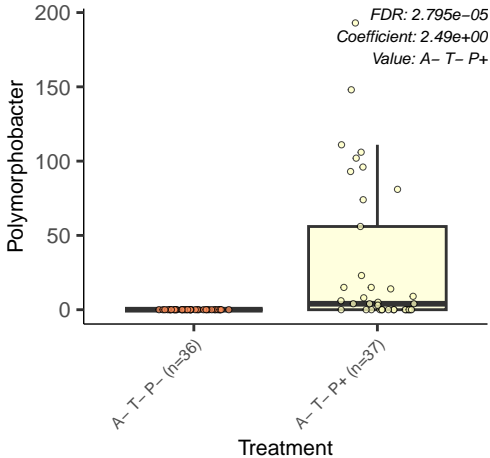 FDR: 2.795e−05
Coefficient: 2.49e+00
Value: A− T− P+
200
150
100
50
0
Polymorphobacter
A− T− P− (n=36)
A− T− P+ (n=37)
Treatment